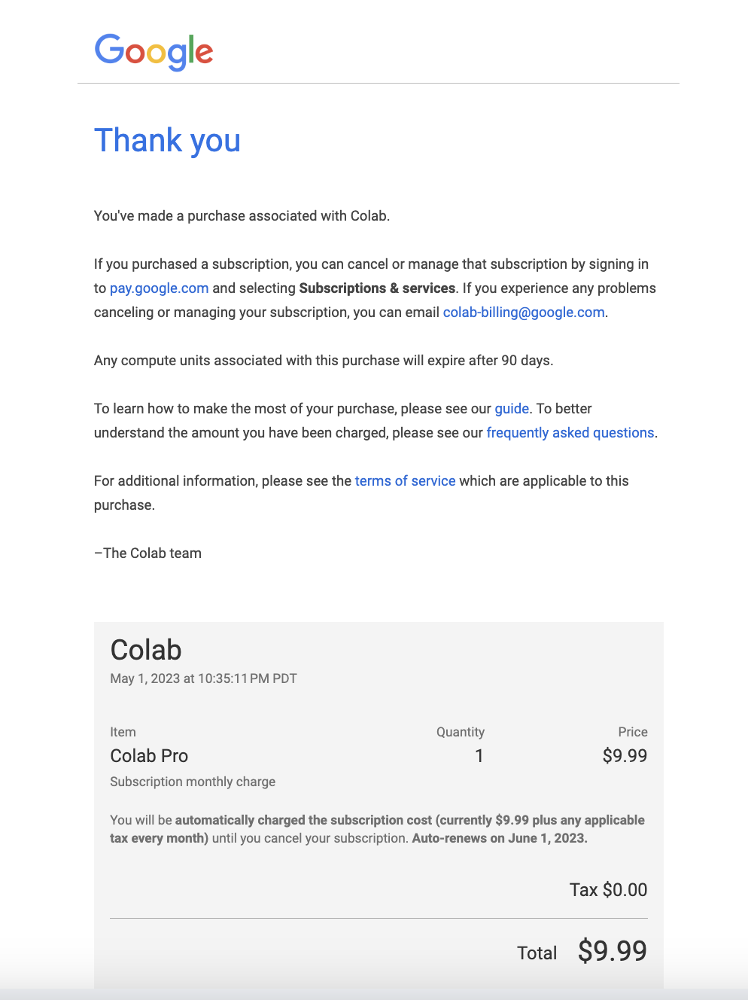 Google
Thank you
You've made a purchase associated with Colab.
If you purchased a subscription, you can cancel or manage that subscription by signing in
to pay.google.com and selecting Subscriptions & services. If you experience any problems
canceling or managing your subscription, you can email colab-billing@google.com.
Any compute units associated with this purchase will expire after 90 days.
To learn how to make the most of your purchase, please see our guide. To better
understand the amount you have been charged, please see our frequently asked questions.
For additional information, please see the terms of service which are applicable to this
purchase.
–The Colab team
Colab
May 1, 2023 at 10:35:11 PM PDT
Item Quantity Price
Colab Pro 1 $9.99
Subscription monthly charge
You will be automatically charged the subscription cost (currently $9.99 plus any applicable
tax every month) until you cancel your subscription. Auto-renews on June 1, 2023.
Tax $0.00
Total $9.99